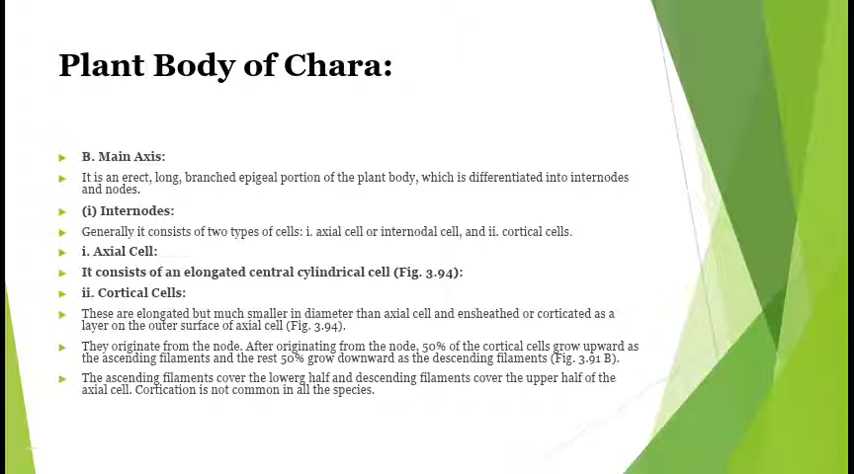 Plant Body of Chara:
B. Main Axis:
It is an erect, long, branched epigeal portion of the plant body, which is differentiated into internodes
and nodes.
(i) Internodes:
Generally it consists of two types of cells: i. axial cell or internodal cell, and ii. cortical cells.
i. Axial Cell:
It consists of an elongated central cylindrical cell (Fig. 3.94):
ii. Cortical Cells:
These are elongated but much smaller in diameter than axial cell and ensheathed or corticated as a
layer on the outer surface of axial cell (Fig. 3.94).
They originate from the node. After originating from the node, 50% of the cortical cells grow upward as
the ascending filaments and the rest 50% grow downward as the descending filaments (Fig. 3.91 B).
The ascending filaments cover the lowerg half and descending filaments cover the upper half of the
axial cell. Cortication is not common in all the species.